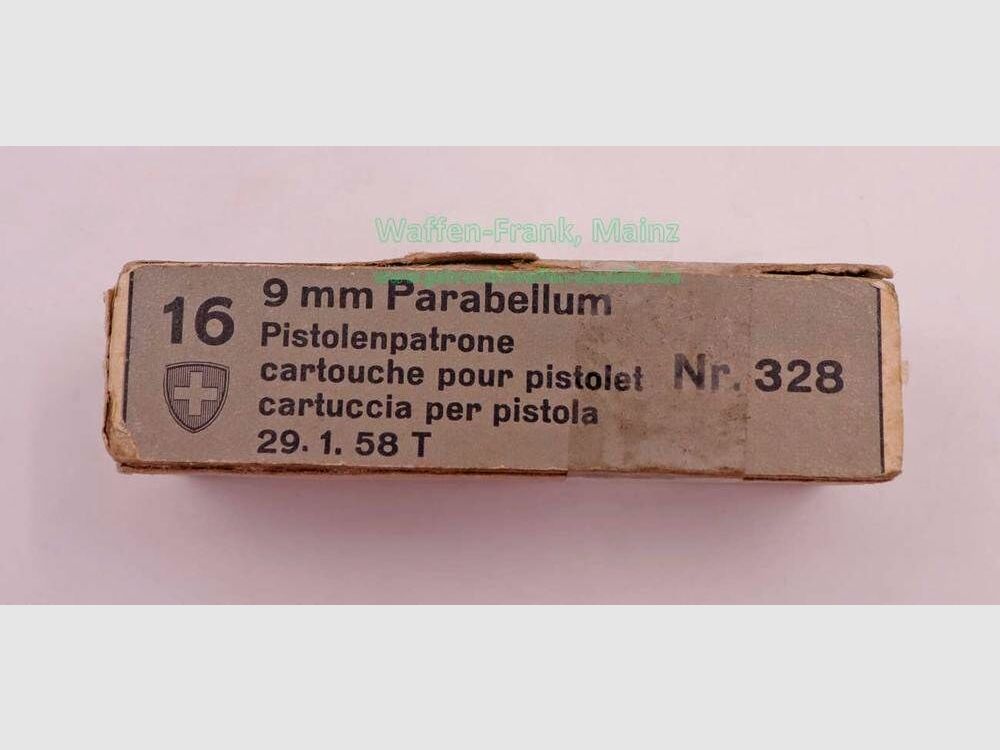 Waffen-Frank, Mainz
16
9 mm Parabellum
Pistolenpatrone
cartouche pour pistolet
cartuccia per pistola
29. 1. 58 T
Nr. 328